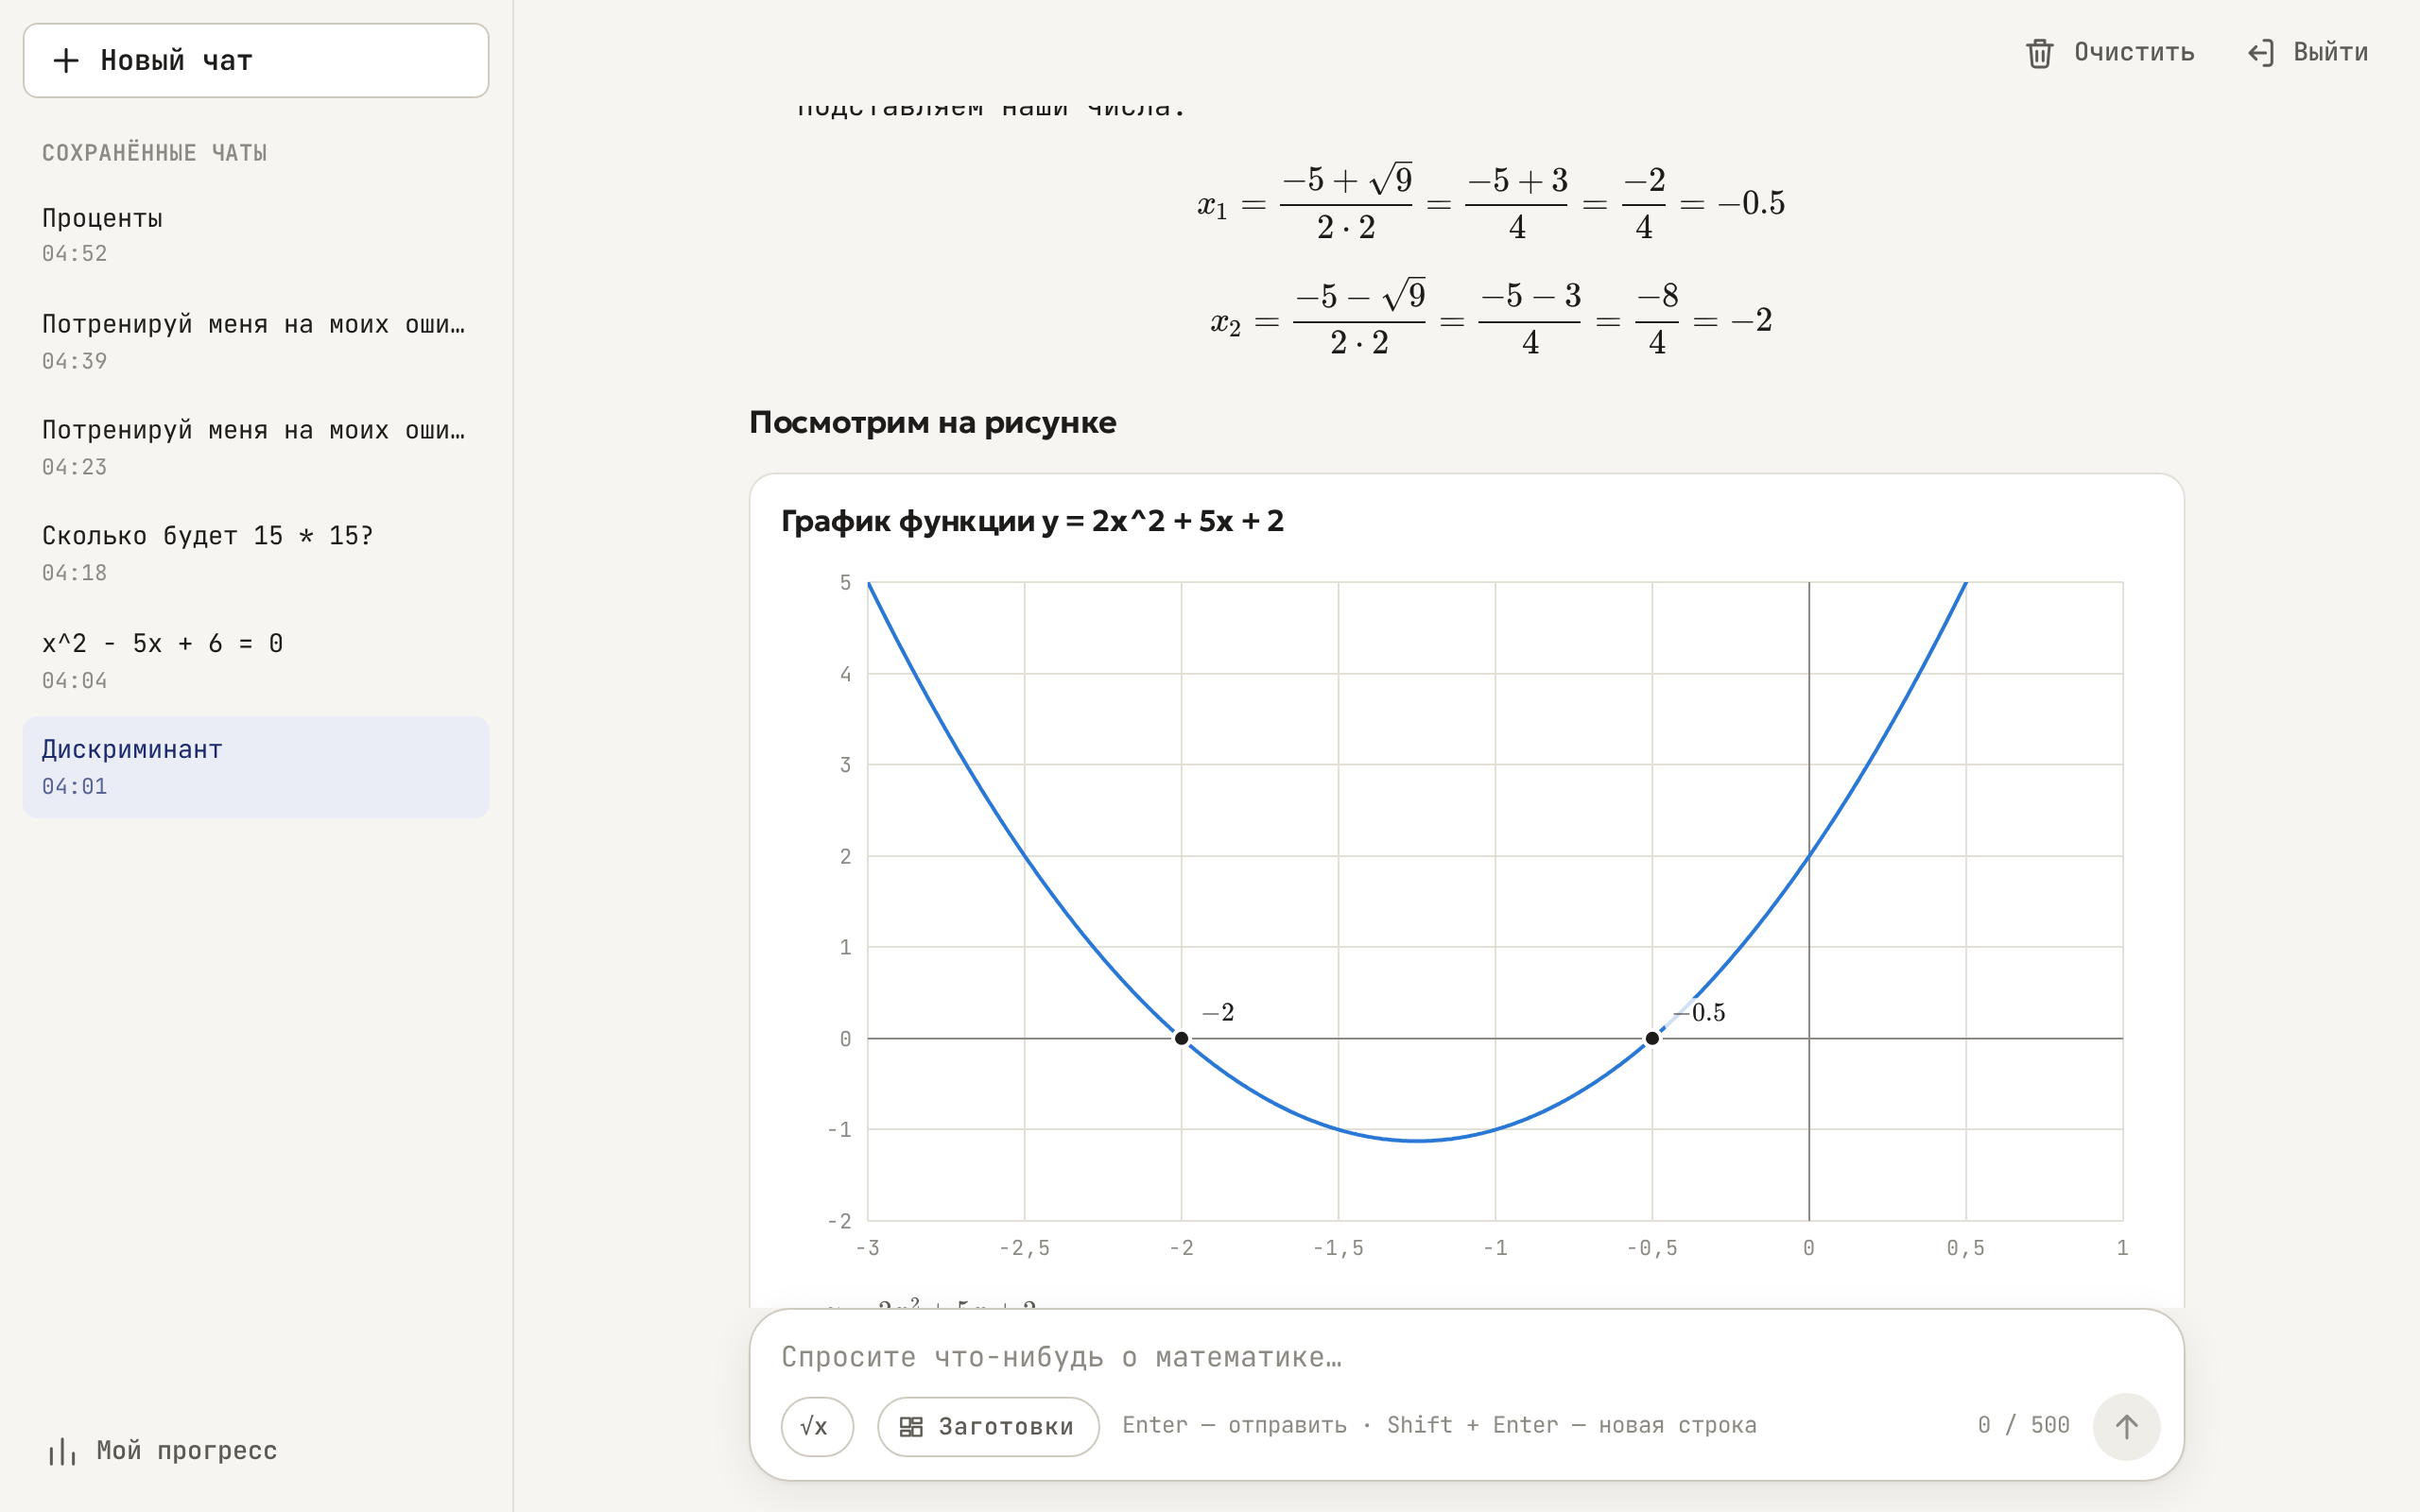 Новый чат
СОХРАНЁННЫЕ ЧАТЫ
Проценты
04:52
Потренируй меня на моих оши…
04:39
Потренируй меня на моих оши…
04:23
Сколько будет 15 * 15?
04:18
x^2 - 5x + 6 = 0
04:04
Дискриминант
04:01
Мой прогресс
Очистить
Выйти
подставляем наши числа:
x₁ = (−5 + √9)/(2 · 2) = (−5 + 3)/4 = −2/4 = −0.5
x₂ = (−5 − √9)/(2 · 2) = (−5 − 3)/4 = −8/4 = −2
Посмотрим на рисунке
График функции y = 2x^2 + 5x + 2
5
4
3
2
1
−2
−0.5
0
-1
-2
-3 -2,5 -2 -1,5 -1 -0,5 0 0,5 1
Спросите что-нибудь о математике…
√x
Заготовки
Enter — отправить · Shift + Enter — новая строка
0 / 500